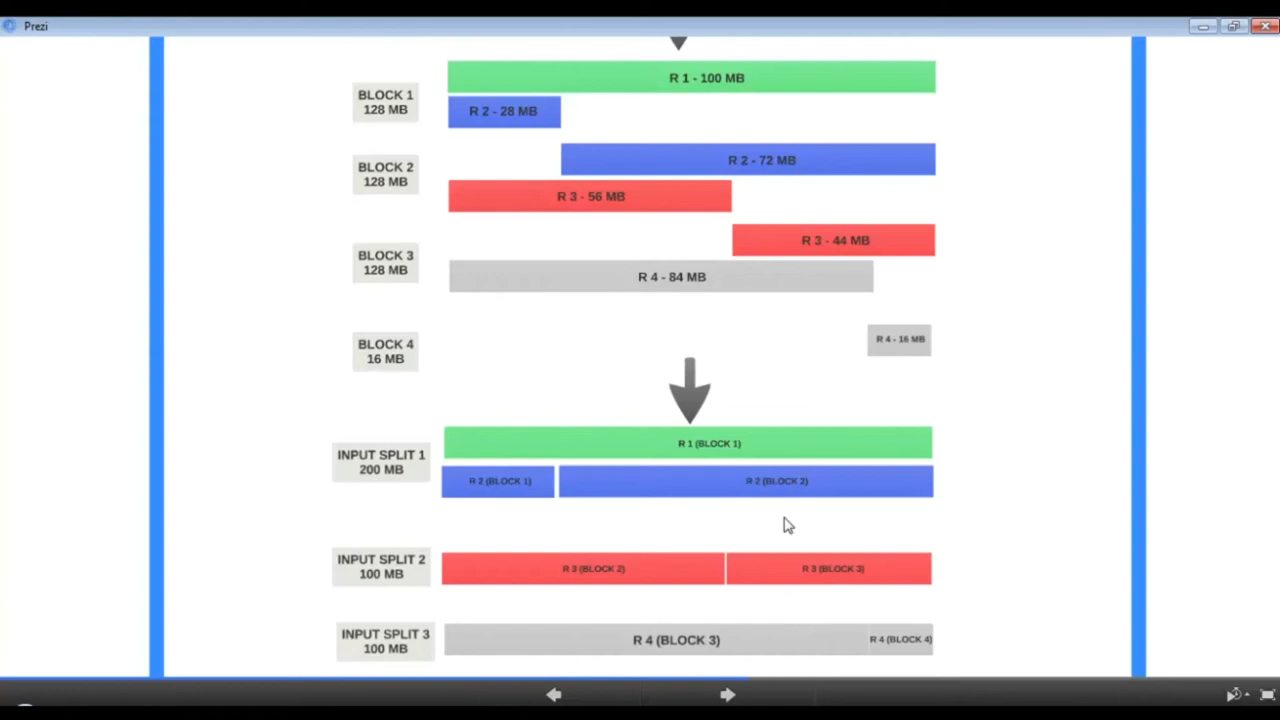 Prezi
R 1 - 100 MB
BLOCK 1
128 MB
R 2 - 28 MB
R 2 - 72 MB
BLOCK 2
128 MB
R 3 - 56 MB
R 3 - 44 MB
BLOCK 3
128 MB
R 4 - 84 MB
R 4 - 16 MB
BLOCK 4
16 MB
R 1 (BLOCK 1)
INPUT SPLIT 1
200 MB
R 2 (BLOCK 1)
R 2 (BLOCK 2)
INPUT SPLIT 2
100 MB
R 3 (BLOCK 2)
R 3 (BLOCK 3)
INPUT SPLIT 3
100 MB
R 4 (BLOCK 3)
R 4 (BLOCK 4)